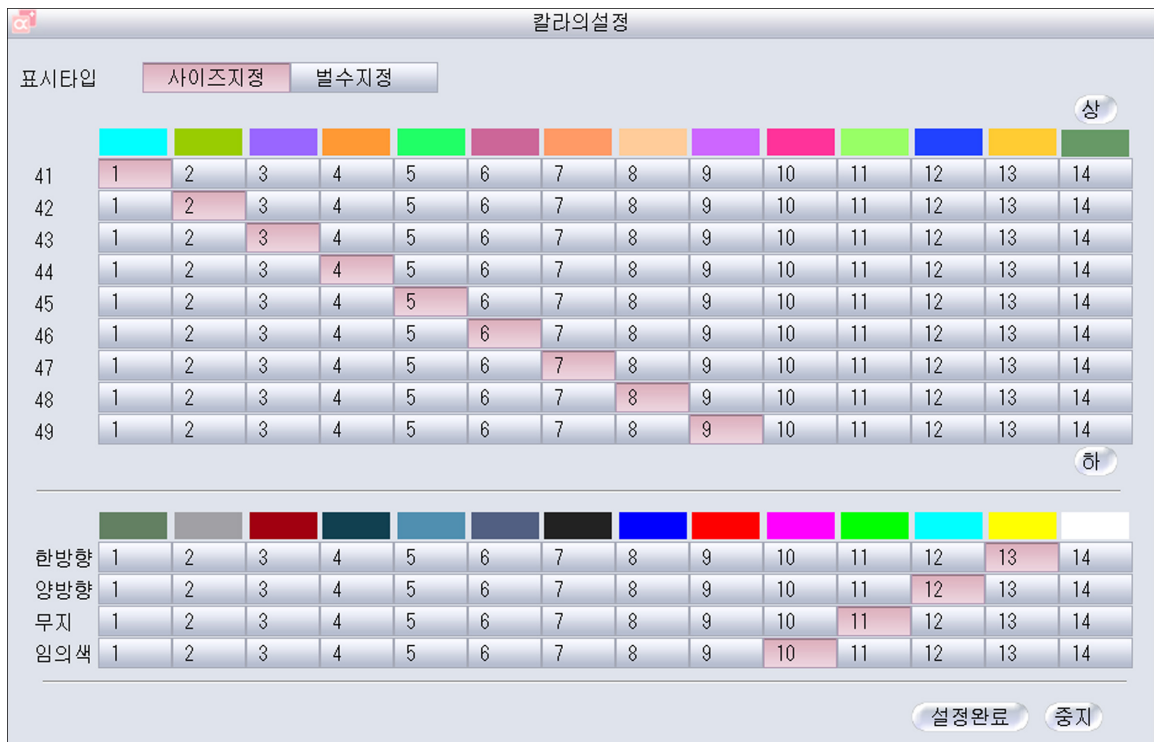 α
칼라의설정
표시타입 사이즈지정 벌수지정
상
41 1 2 3 4 5 6 7 8 9 10 11 12 13 14
42 1 2 3 4 5 6 7 8 9 10 11 12 13 14
43 1 2 3 4 5 6 7 8 9 10 11 12 13 14
44 1 2 3 4 5 6 7 8 9 10 11 12 13 14
45 1 2 3 4 5 6 7 8 9 10 11 12 13 14
46 1 2 3 4 5 6 7 8 9 10 11 12 13 14
47 1 2 3 4 5 6 7 8 9 10 11 12 13 14
48 1 2 3 4 5 6 7 8 9 10 11 12 13 14
49 1 2 3 4 5 6 7 8 9 10 11 12 13 14
하
한방향 1 2 3 4 5 6 7 8 9 10 11 12 13 14
양방향 1 2 3 4 5 6 7 8 9 10 11 12 13 14
무지 1 2 3 4 5 6 7 8 9 10 11 12 13 14
임의색 1 2 3 4 5 6 7 8 9 10 11 12 13 14
설정완료 중지